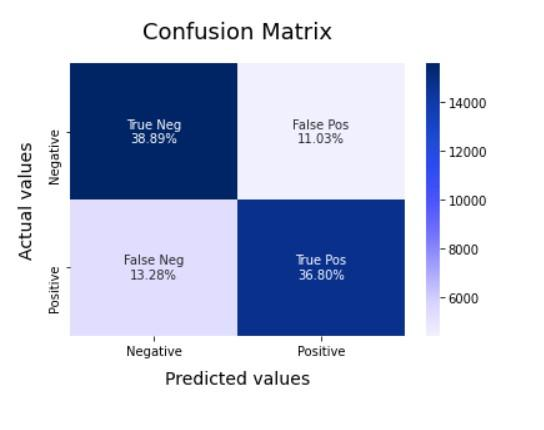 Confusion Matrix
Actual values
Negative
Positive
True Neg
38.89%
False Pos
11.03%
False Neg
13.28%
True Pos
36.80%
Negative
Positive
Predicted values
14000
12000
10000
8000
6000